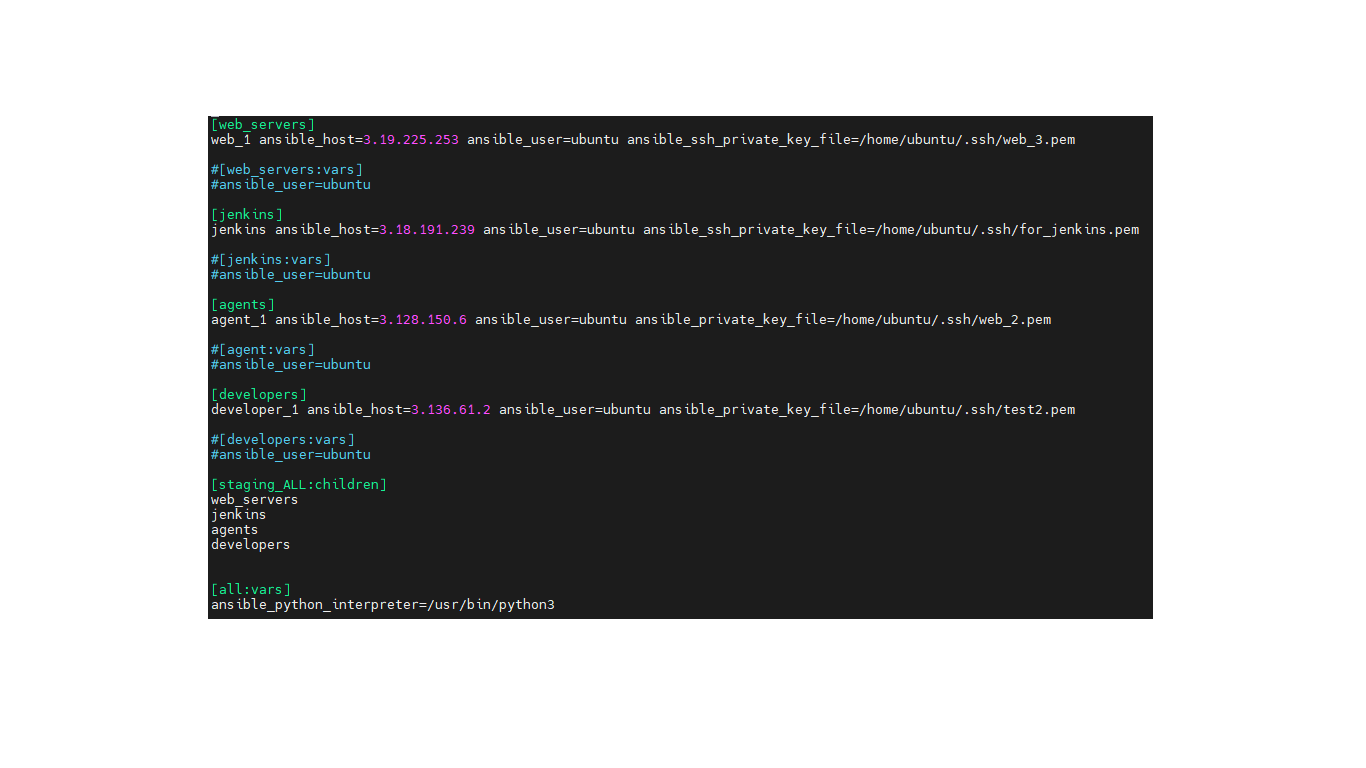 [web_servers]
web_1 ansible_host=3.19.225.253 ansible_user=ubuntu ansible_ssh_private_key_file=/home/ubuntu/.ssh/web_3.pem
#[web_servers:vars]
#ansible_user=ubuntu
[jenkins]
jenkins ansible_host=3.18.191.239 ansible_user=ubuntu ansible_ssh_private_key_file=/home/ubuntu/.ssh/for_jenkins.pem
#[jenkins:vars]
#ansible_user=ubuntu
[agents]
agent_1 ansible_host=3.128.150.6 ansible_user=ubuntu ansible_private_key_file=/home/ubuntu/.ssh/web_2.pem
#[agent:vars]
#ansible_user=ubuntu
[developers]
developer_1 ansible_host=3.136.61.2 ansible_user=ubuntu ansible_private_key_file=/home/ubuntu/.ssh/test2.pem
#[developers:vars]
#ansible_user=ubuntu
[staging_ALL:children]
web_servers
jenkins
agents
developers
[all:vars]
ansible_python_interpreter=/usr/bin/python3